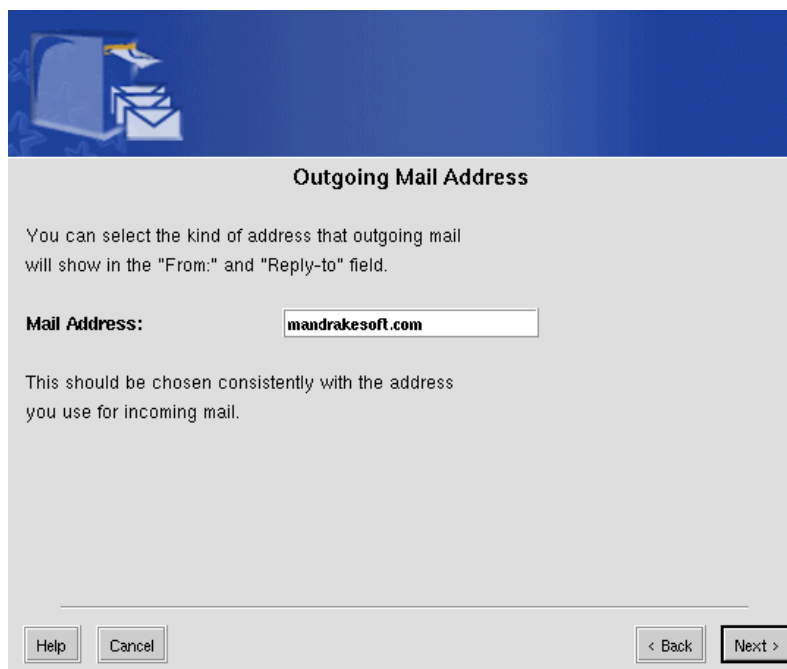 Outgoing Mail Address
You can select the kind of address that outgoing mail
will show in the "From:" and "Reply-to" field.
Mail Address: mandrakesoft.com
This should be chosen consistently with the address
you use for incoming mail.
Help Cancel < Back Next >